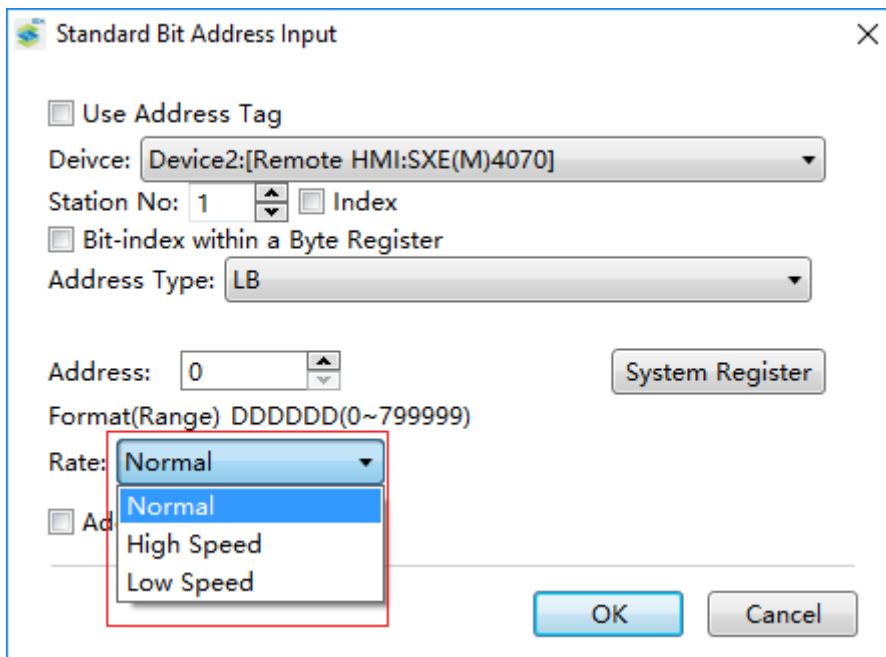 Standard Bit Address Input
Use Address Tag
Deivce: Device2:[Remote HMI:SXE(M)4070]
Station No: 1 Index
Bit-index within a Byte Register
Address Type: LB
Address: 0 System Register
Format(Range) DDDDDD(0~799999)
Rate: Normal
Normal
High Speed
Low Speed
OK Cancel